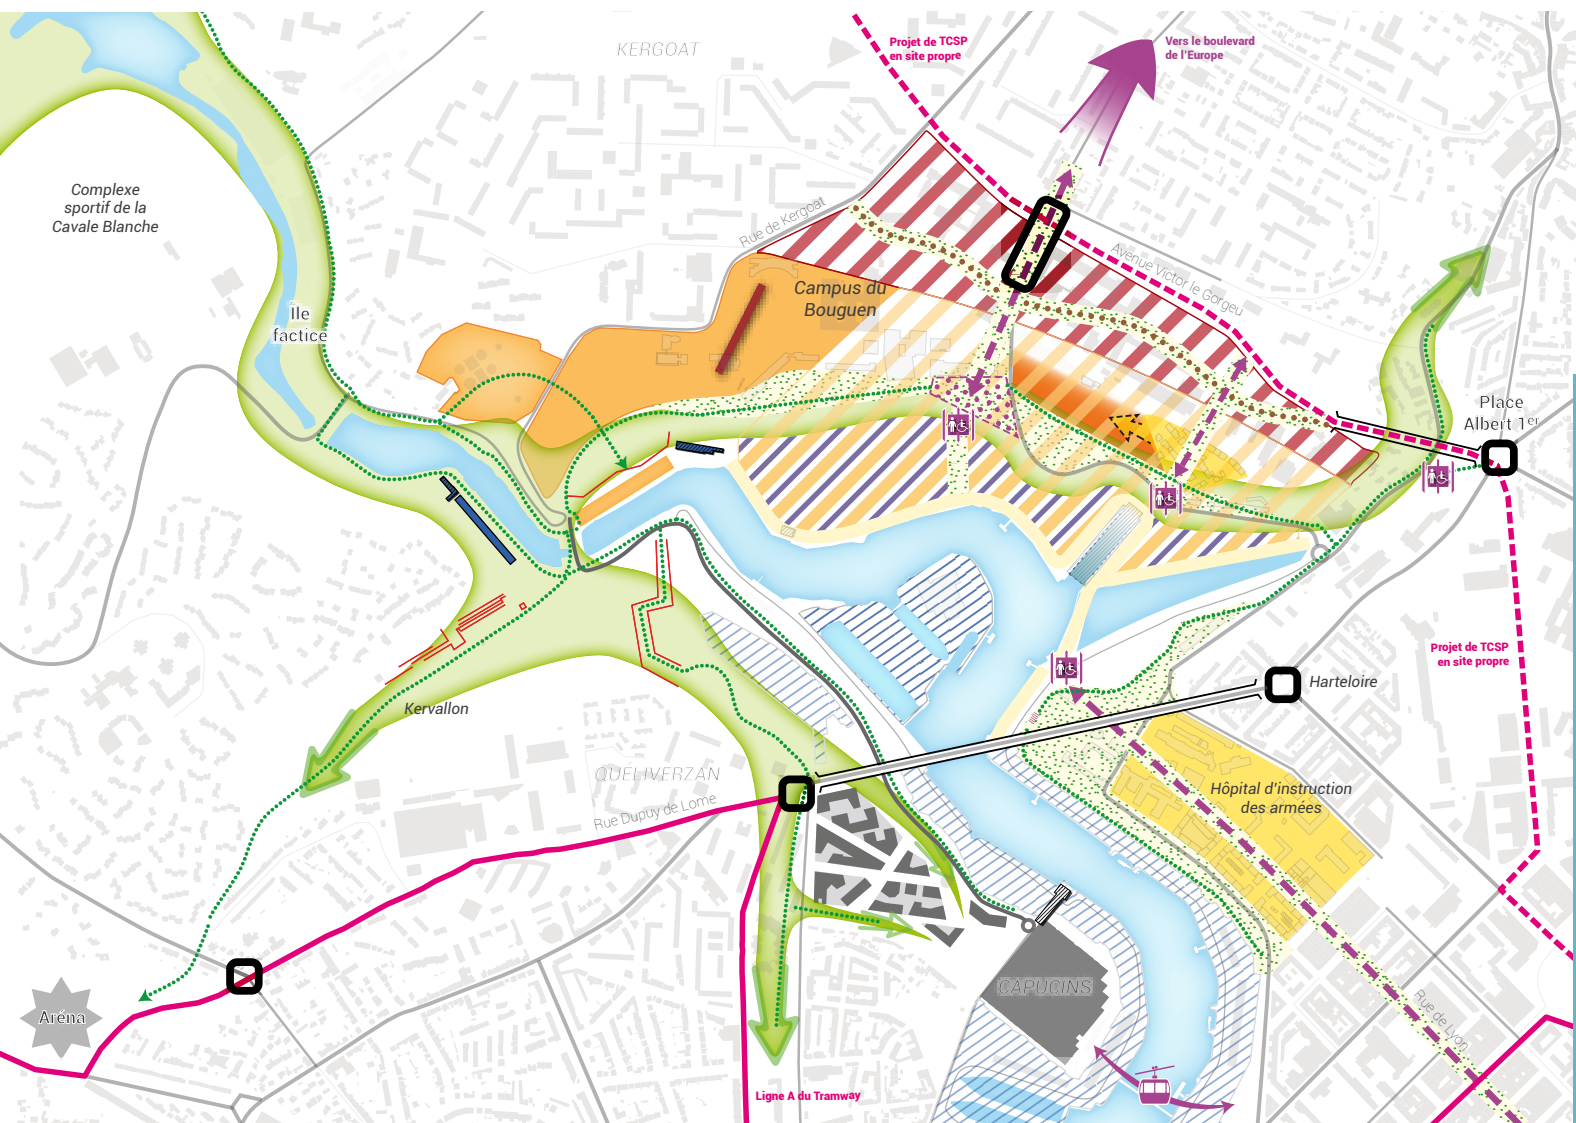 KERGOAT
Projet de TCSP
en site propre
Vers le boulevard
de l'Europe
Complexe
sportif de la
Cavale Blanche
Rue de Kergoat
Avenue Victor le Gorgeu
Campus du
Bouguen
Île
factice
Place
Albert 1er
Projet de TCSP
en site propre
Harteloire
Kervallon
QUÉLIVERZAN
Rue Dupuy de Lome
Hôpital d'instruction
des armées
CAPUCINS
Aréna
Rue de Lyon
Ligne A du Tramway